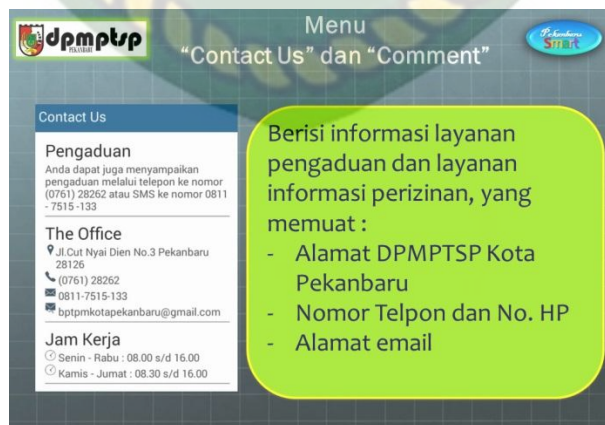 dpmptsp
PEKANBARU
Menu
"Contact Us" dan "Comment"
Pekanbaru
Smart
Contact Us
Pengaduan
Anda dapat juga menyampaikan
pengaduan melalui telepon ke nomor
(0761) 28262 atau SMS ke nomor 0811
- 7515 -133
The Office
Jl.Cut Nyai Dien No.3 Pekanbaru
28126
(0761) 28262
0811-7515-133
bptpmkotapekanbaru@gmail.com
Jam Kerja
Senin - Rabu : 08.00 s/d 16.00
Kamis - Jumat : 08.30 s/d 16.00
Berisi informasi layanan
pengaduan dan layanan
informasi perizinan, yang
memuat :
- Alamat DPMPTSP Kota
Pekanbaru
- Nomor Telpon dan No. HP
- Alamat email